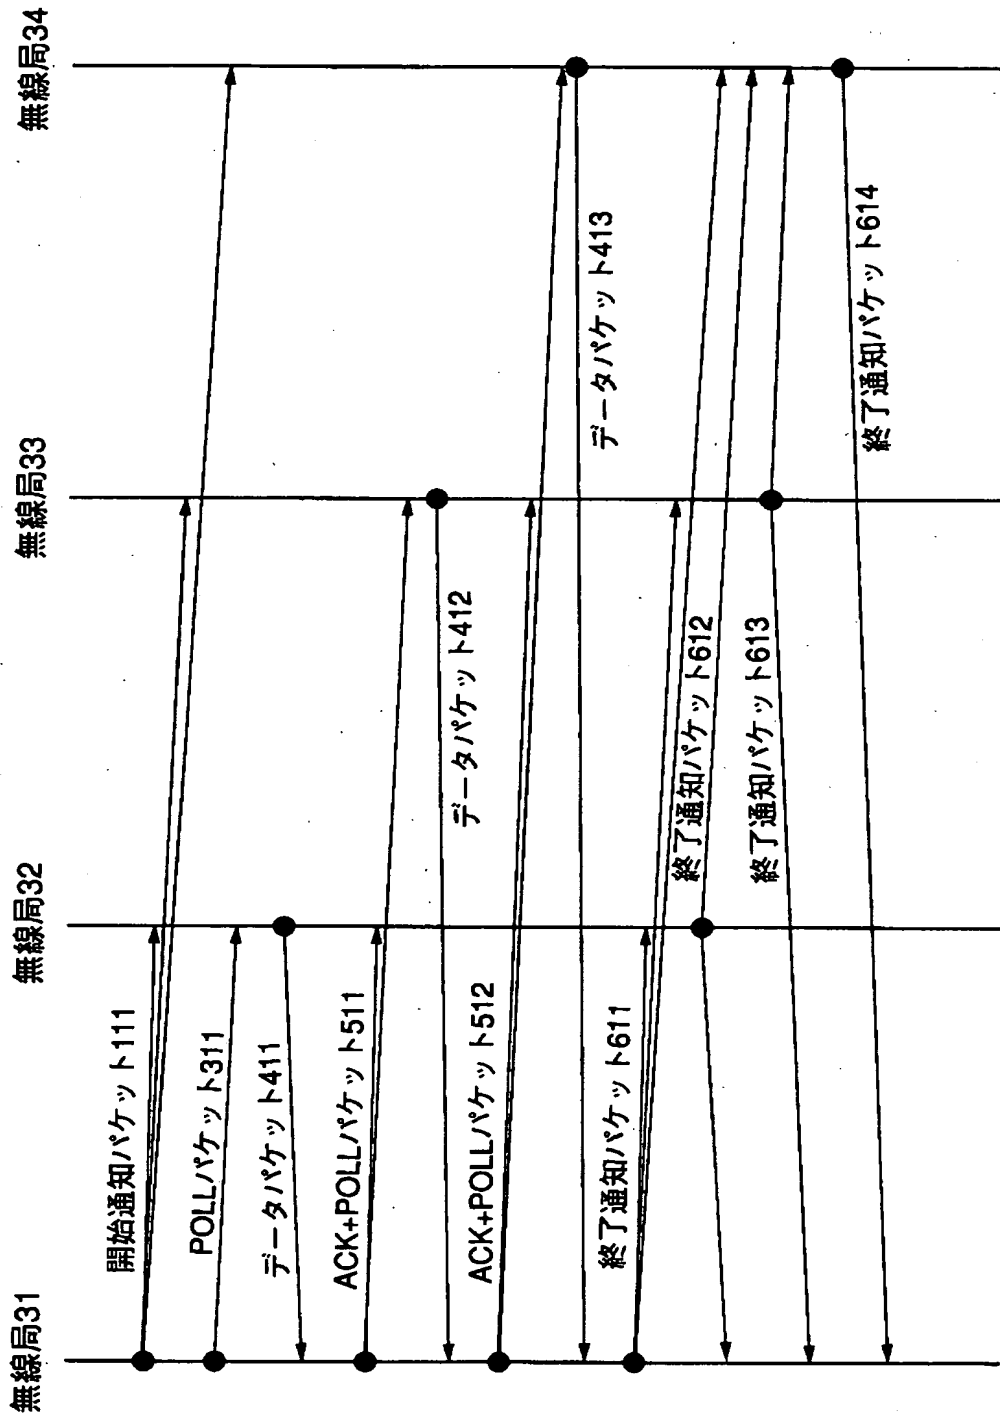 無線局31
無線局32
無線局33
無線局34
開始通知パケット111
POLLパケット311
データパケット411
ACK+POLLパケット511
データパケット412
ACK+POLLパケット512
データパケット413
終了通知パケット611
終了通知パケット612
終了通知パケット613
終了通知パケット614